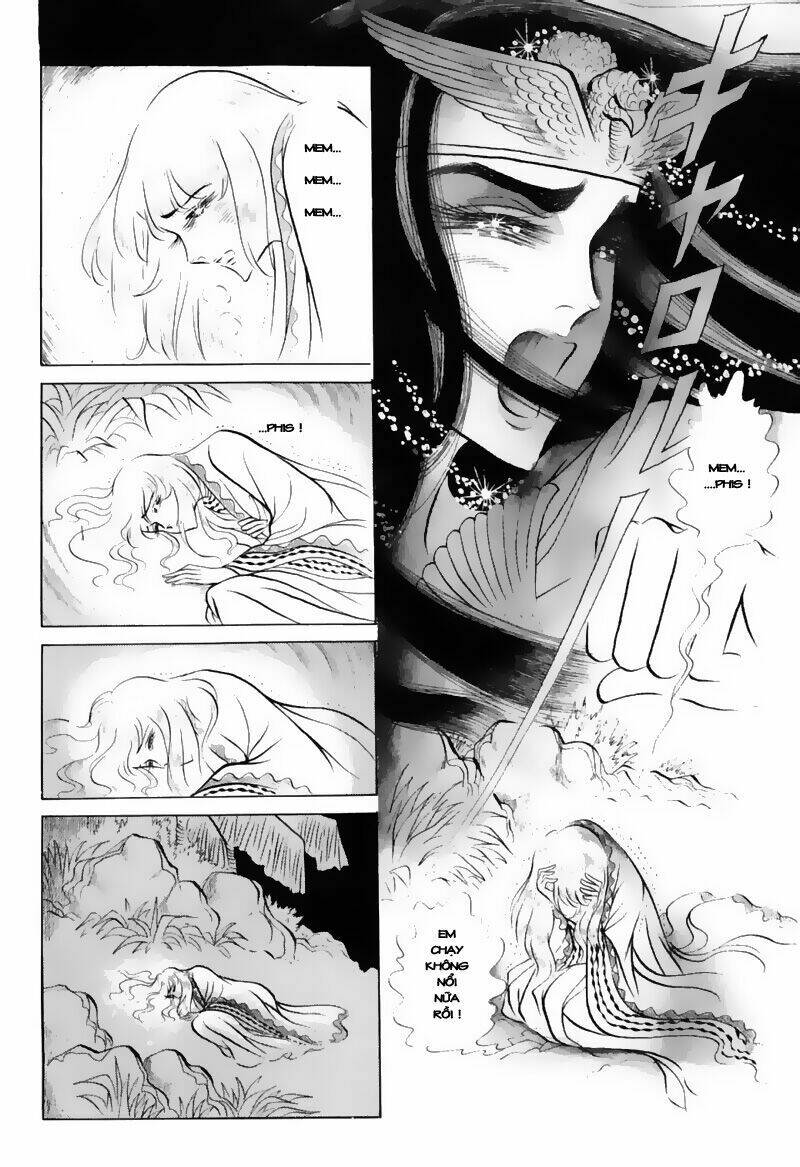 キャロル
MEM...
....PHIS !
EM
CHẠY
KHÔNG
NỔI
NỮA
RỒI !
MEM...
MEM...
MEM...
...PHIS !